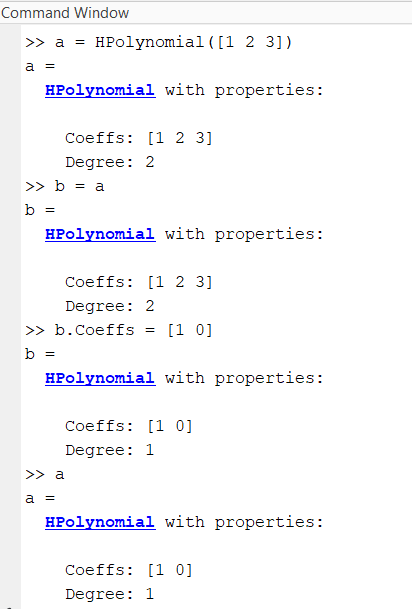 Command Window
>> a = HPolynomial([1 2 3])
a =
HPolynomial with properties:
Coeffs: [1 2 3]
Degree: 2
>> b = a
b =
HPolynomial with properties:
Coeffs: [1 2 3]
Degree: 2
>> b.Coeffs = [1 0]
b =
HPolynomial with properties:
Coeffs: [1 0]
Degree: 1
>> a
a =
HPolynomial with properties:
Coeffs: [1 0]
Degree: 1